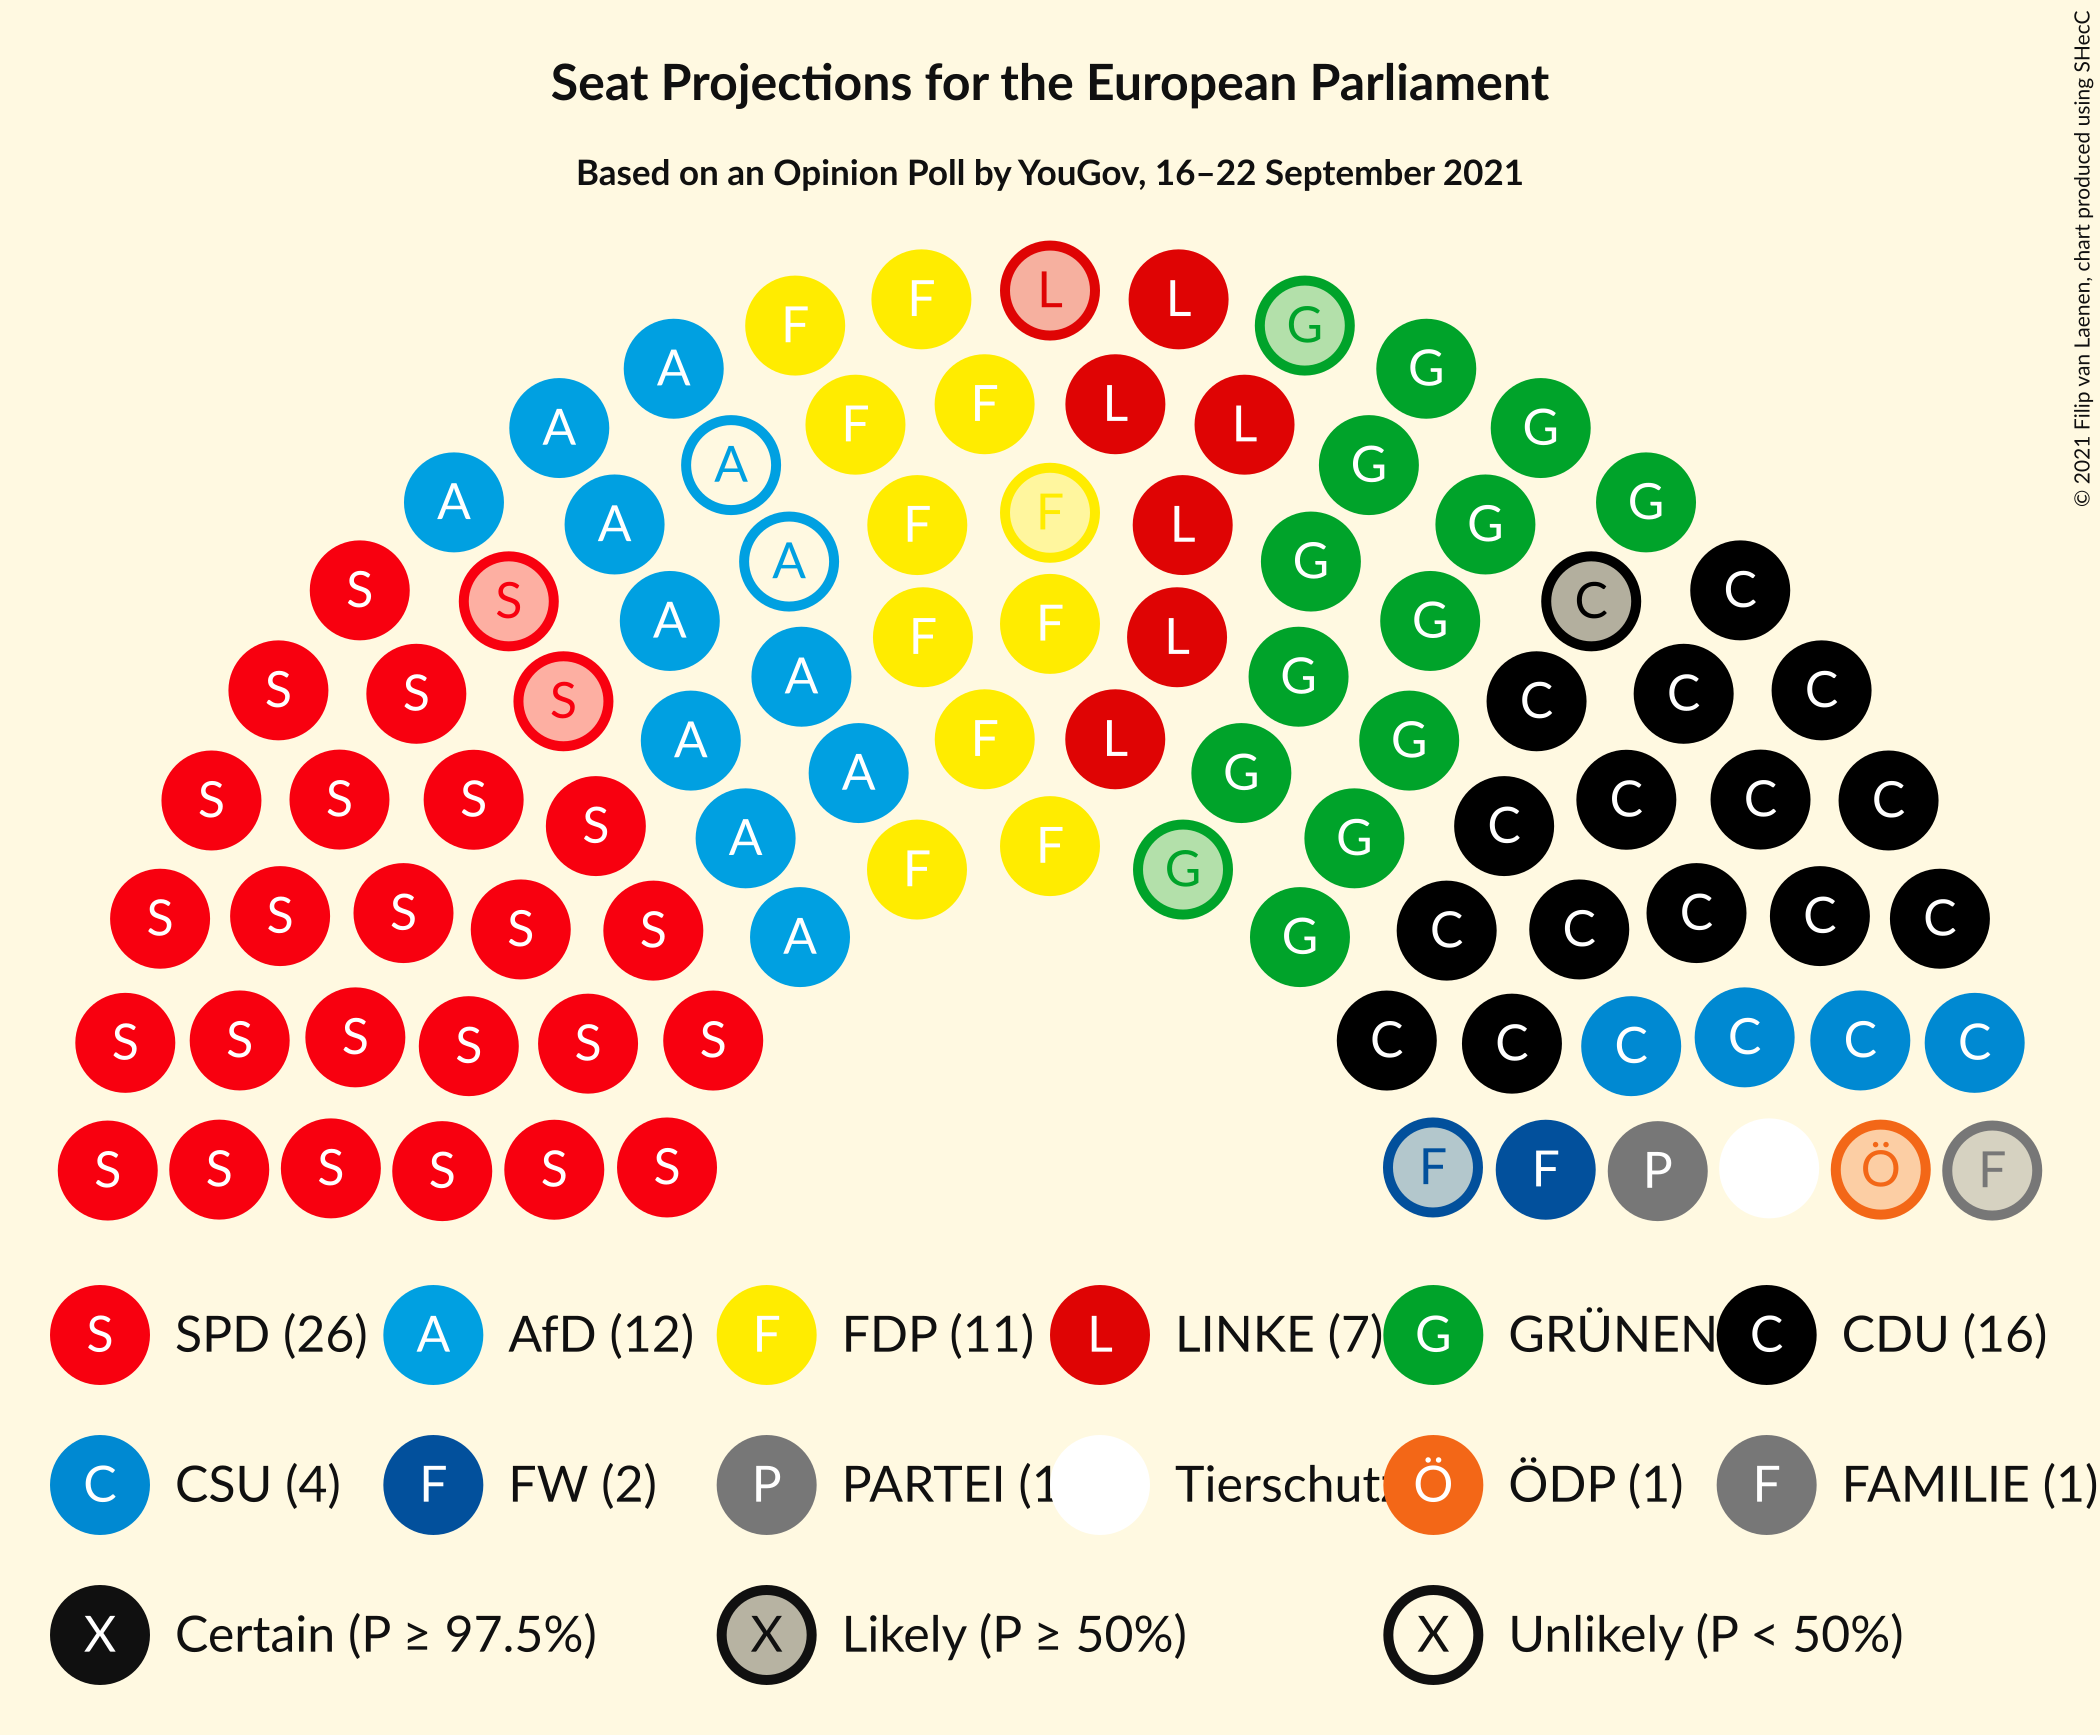 Seat Projections for the European Parliament
Based on an Opinion Poll by YouGov, 16–22 September 2021
© 2021 Filip van Laenen, chart produced using SHecC
F F L L G
A F F L L G G
A A F F L G G G
A A A F F L G G G
S S A A F L G G C C
S S S A A F L G G C C C
S S S S A F F G G C C C C
S S S S S A G C C C C C
S S S S S S C C C C C C
S S S S S S F F P Ö F
S SPD (26) A AfD (12) F FDP (11) L LINKE (7) G GRÜNEN C CDU (16)
C CSU (4) F FW (2) P PARTEI (1 Tierschutz Ö ÖDP (1) F FAMILIE (1)
X Certain (P ≥ 97.5%) X Likely (P ≥ 50%) X Unlikely (P < 50%)